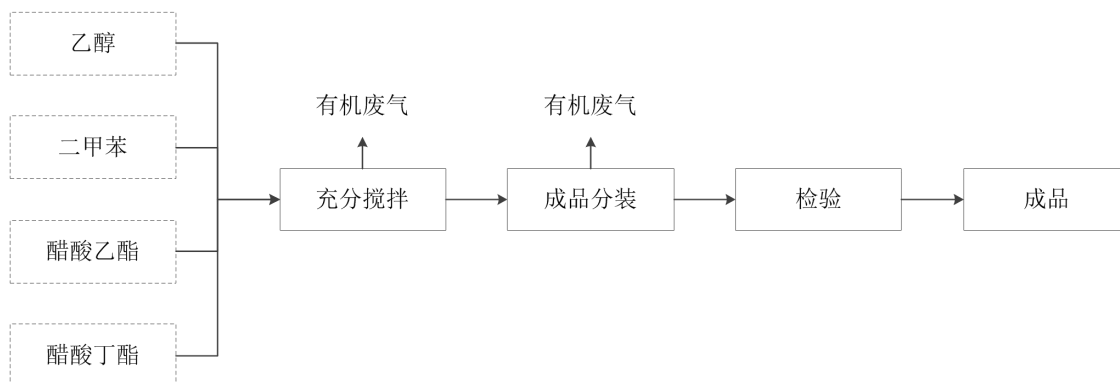 乙醇
二甲苯
醋酸乙酯
醋酸丁酯
有机废气
有机废气
充分搅拌
成品分装
检验
成品